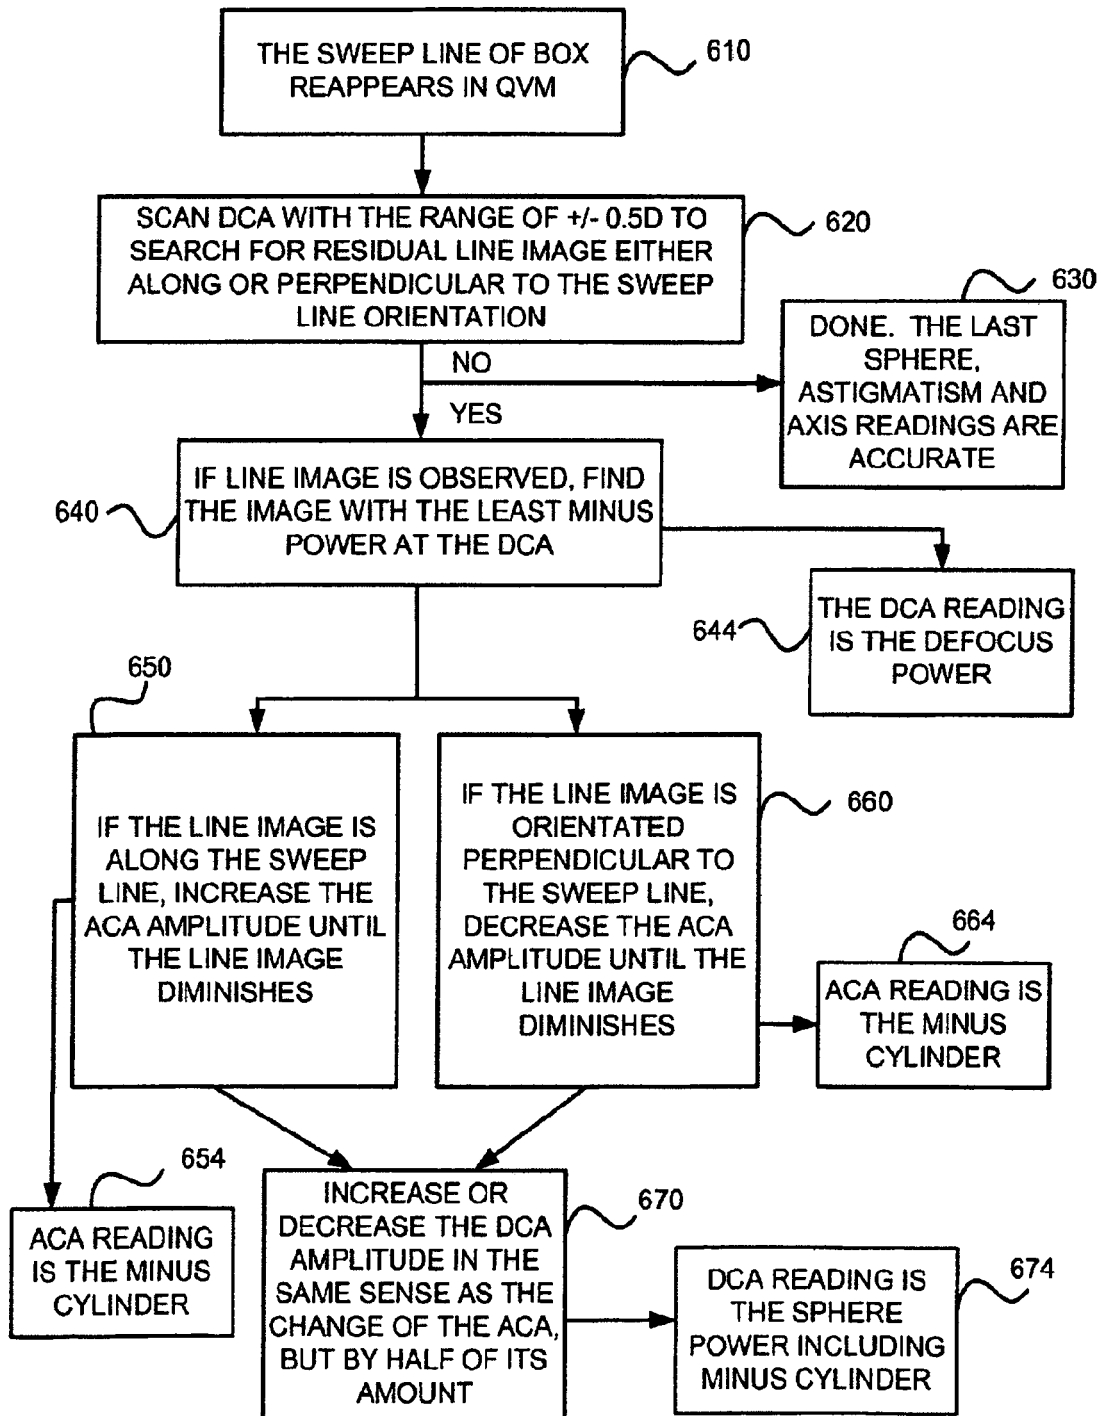 THE SWEEP LINE OF BOX
REAPPEARS IN QVM
610
SCAN DCA WITH THE RANGE OF +/- 0.5D TO
SEARCH FOR RESIDUAL LINE IMAGE EITHER
ALONG OR PERPENDICULAR TO THE SWEEP
LINE ORIENTATION
620
NO
YES
630
DONE. THE LAST
SPHERE,
ASTIGMATISM AND
AXIS READINGS ARE
ACCURATE
640
IF LINE IMAGE IS OBSERVED, FIND
THE IMAGE WITH THE LEAST MINUS
POWER AT THE DCA
644
THE DCA READING
IS THE DEFOCUS
POWER
650
IF THE LINE IMAGE IS
ALONG THE SWEEP
LINE, INCREASE THE
ACA AMPLITUDE UNTIL
THE LINE IMAGE
DIMINISHES
IF THE LINE IMAGE IS
ORIENTATED
PERPENDICULAR TO
THE SWEEP LINE,
DECREASE THE ACA
AMPLITUDE UNTIL THE
LINE IMAGE
DIMINISHES
660
664
ACA READING IS
THE MINUS
CYLINDER
654
ACA READING
IS THE MINUS
CYLINDER
INCREASE OR
DECREASE THE DCA
AMPLITUDE IN THE
SAME SENSE AS THE
CHANGE OF THE ACA,
BUT BY HALF OF ITS
AMOUNT
670
DCA READING IS
THE SPHERE
POWER INCLUDING
MINUS CYLINDER
674